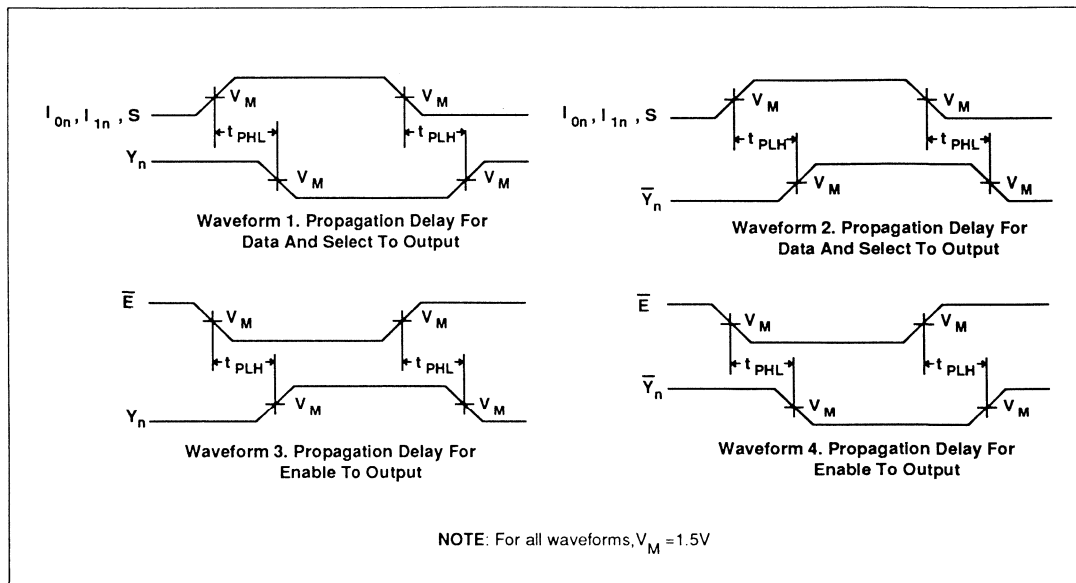 I0n, I1n, S
VM
VM
tPHL
tPLH
Yn
VM
VM
Waveform 1. Propagation Delay For
Data And Select To Output
I0n, I1n, S
VM
VM
tPLH
tPHL
Y̅n
VM
VM
Waveform 2. Propagation Delay For
Data And Select To Output
E̅
VM
VM
tPLH
tPHL
Yn
VM
VM
Waveform 3. Propagation Delay For
Enable To Output
E̅
VM
VM
tPHL
tPLH
Y̅n
VM
VM
Waveform 4. Propagation Delay For
Enable To Output
NOTE: For all waveforms, VM =1.5V